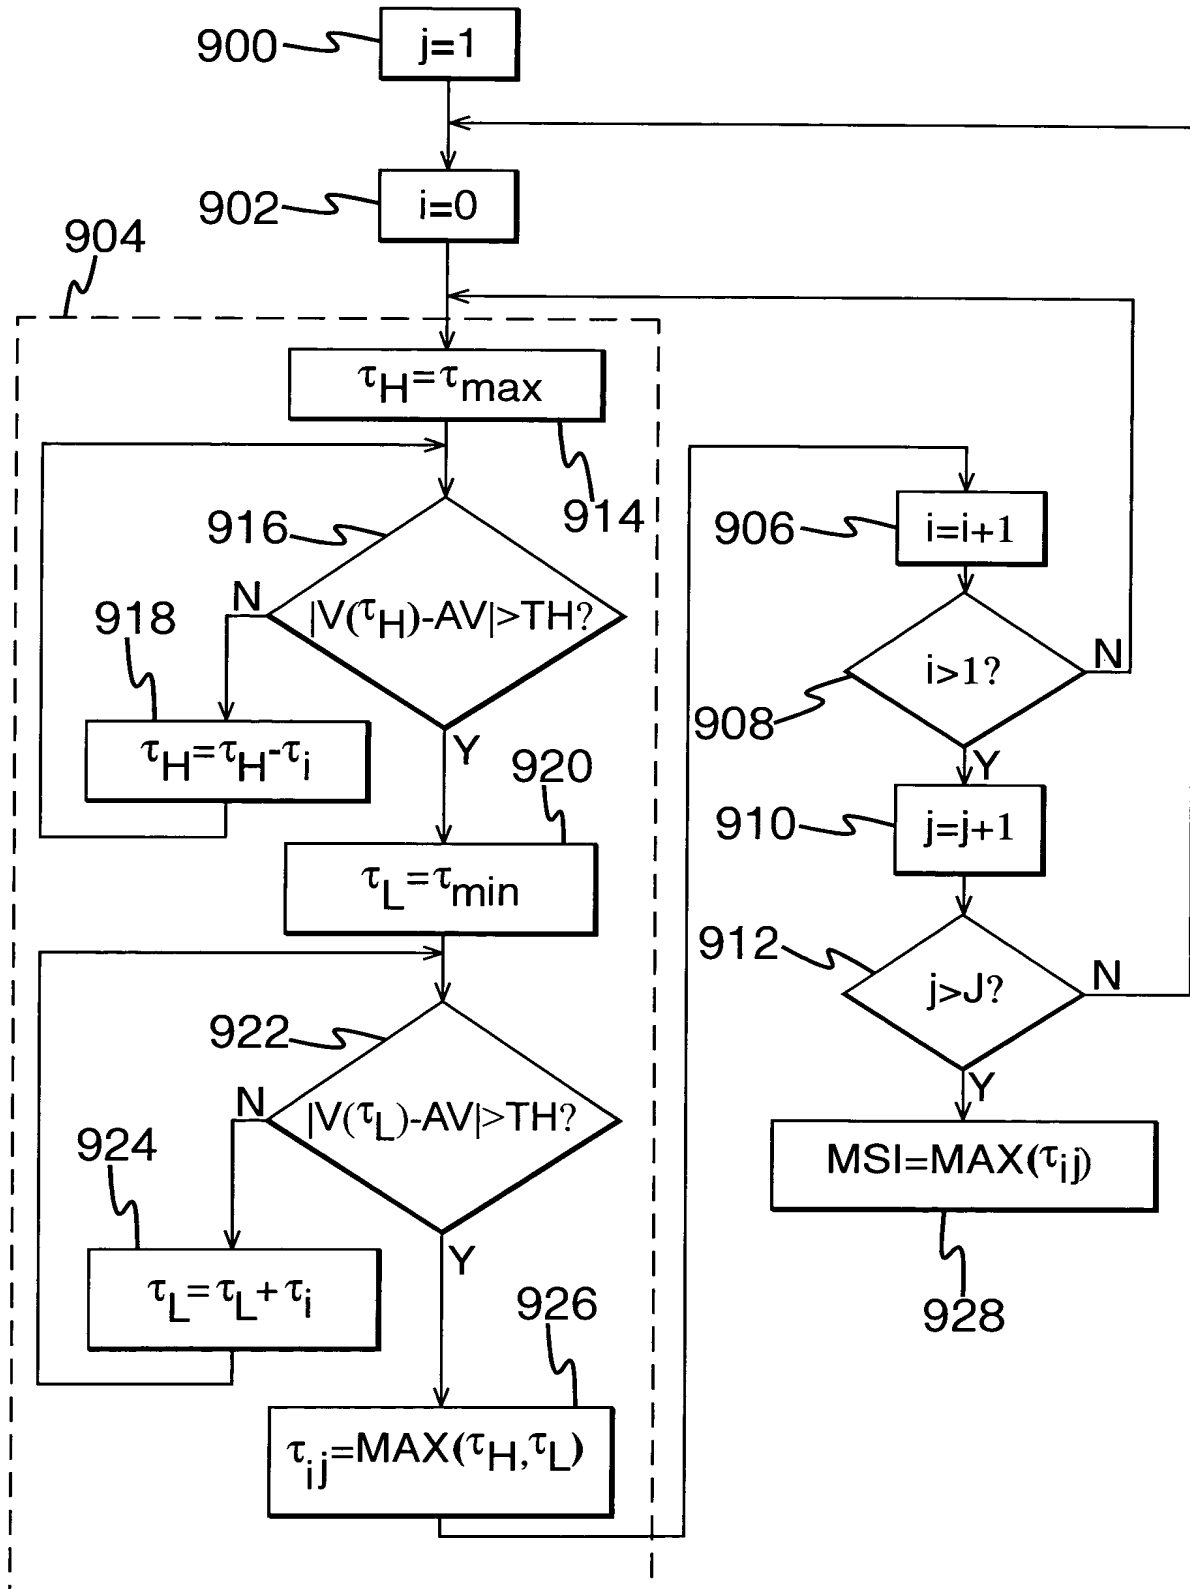 900
j=1
902
i=0
904
τH=τmax
914
916
|V(τH)-AV|>TH?
N
Y
918
τH=τH-τi
920
τL=τmin
922
|V(τL)-AV|>TH?
N
Y
924
τL=τL+τi
926
τij=MAX(τH,τL)
906
i=i+1
908
i>1?
N
Y
910
j=j+1
912
j>J?
N
Y
MSI=MAX(τij)
928